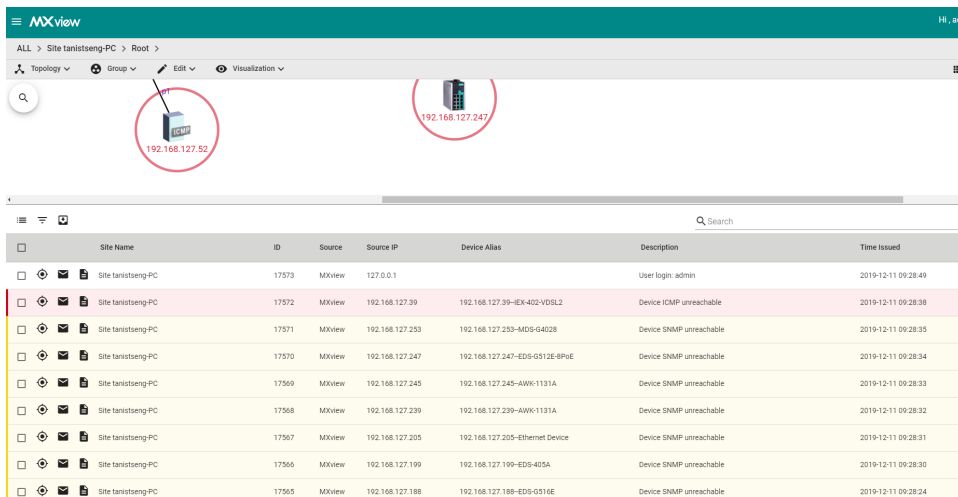 MXview
Hi , a
ALL > Site tanistseng-PC > Root >
Topology Group Edit Visualization
p1
ICMP
192.168.127.52
192.168.127.247
Search
Site Name ID Source Source IP Device Alias Description Time Issued
Site tanistseng-PC 17573 MXview 127.0.0.1 User login: admin 2019-12-11 09:28:49
Site tanistseng-PC 17572 MXview 192.168.127.39 192.168.127.39–IEX-402-VDSL2 Device ICMP unreachable 2019-12-11 09:28:38
Site tanistseng-PC 17571 MXview 192.168.127.253 192.168.127.253–MDS-G4028 Device SNMP unreachable 2019-12-11 09:28:35
Site tanistseng-PC 17570 MXview 192.168.127.247 192.168.127.247–EDS-G512E-8PoE Device SNMP unreachable 2019-12-11 09:28:34
Site tanistseng-PC 17569 MXview 192.168.127.245 192.168.127.245–AWK-1131A Device SNMP unreachable 2019-12-11 09:28:33
Site tanistseng-PC 17568 MXview 192.168.127.239 192.168.127.239–AWK-1131A Device SNMP unreachable 2019-12-11 09:28:32
Site tanistseng-PC 17567 MXview 192.168.127.205 192.168.127.205–Ethernet Device Device SNMP unreachable 2019-12-11 09:28:31
Site tanistseng-PC 17566 MXview 192.168.127.199 192.168.127.199–EDS-405A Device SNMP unreachable 2019-12-11 09:28:30
Site tanistseng-PC 17565 MXview 192.168.127.188 192.168.127.188–EDS-G516E Device SNMP unreachable 2019-12-11 09:28:24